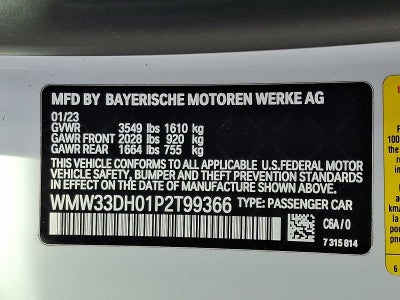 MFD BY BAYERISCHE MOTOREN WERKE AG
01/23
GVWR 3549 lbs 1610 kg
GAWR FRONT 2028 lbs 920 kg
GAWR REAR 1664 lbs 755 kg
THIS VEHICLE CONFORMS TO ALL APPLICABLE U.S.FEDERAL MOTOR
VEHICLE SAFETY, BUMPER AND THEFT PREVENTION STANDARDS
IN EFFECT ON THE DATE OF MANUFACTURE SHOWN ABOVE.
WMW33DH01P2T99366 TYPE: PASSENGER CAR
C6A / 0
7 315 814